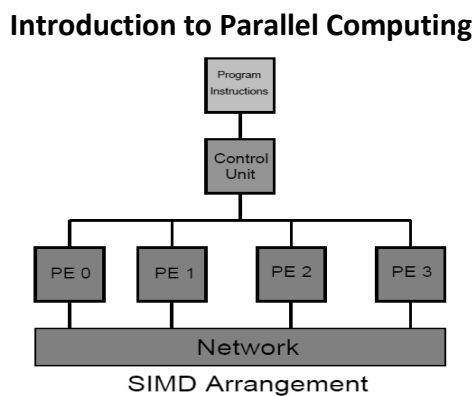 Introduction to Parallel Computing
Program
Instructions
Control
Unit
PE 0 PE 1 PE 2 PE 3
Network
SIMD Arrangement